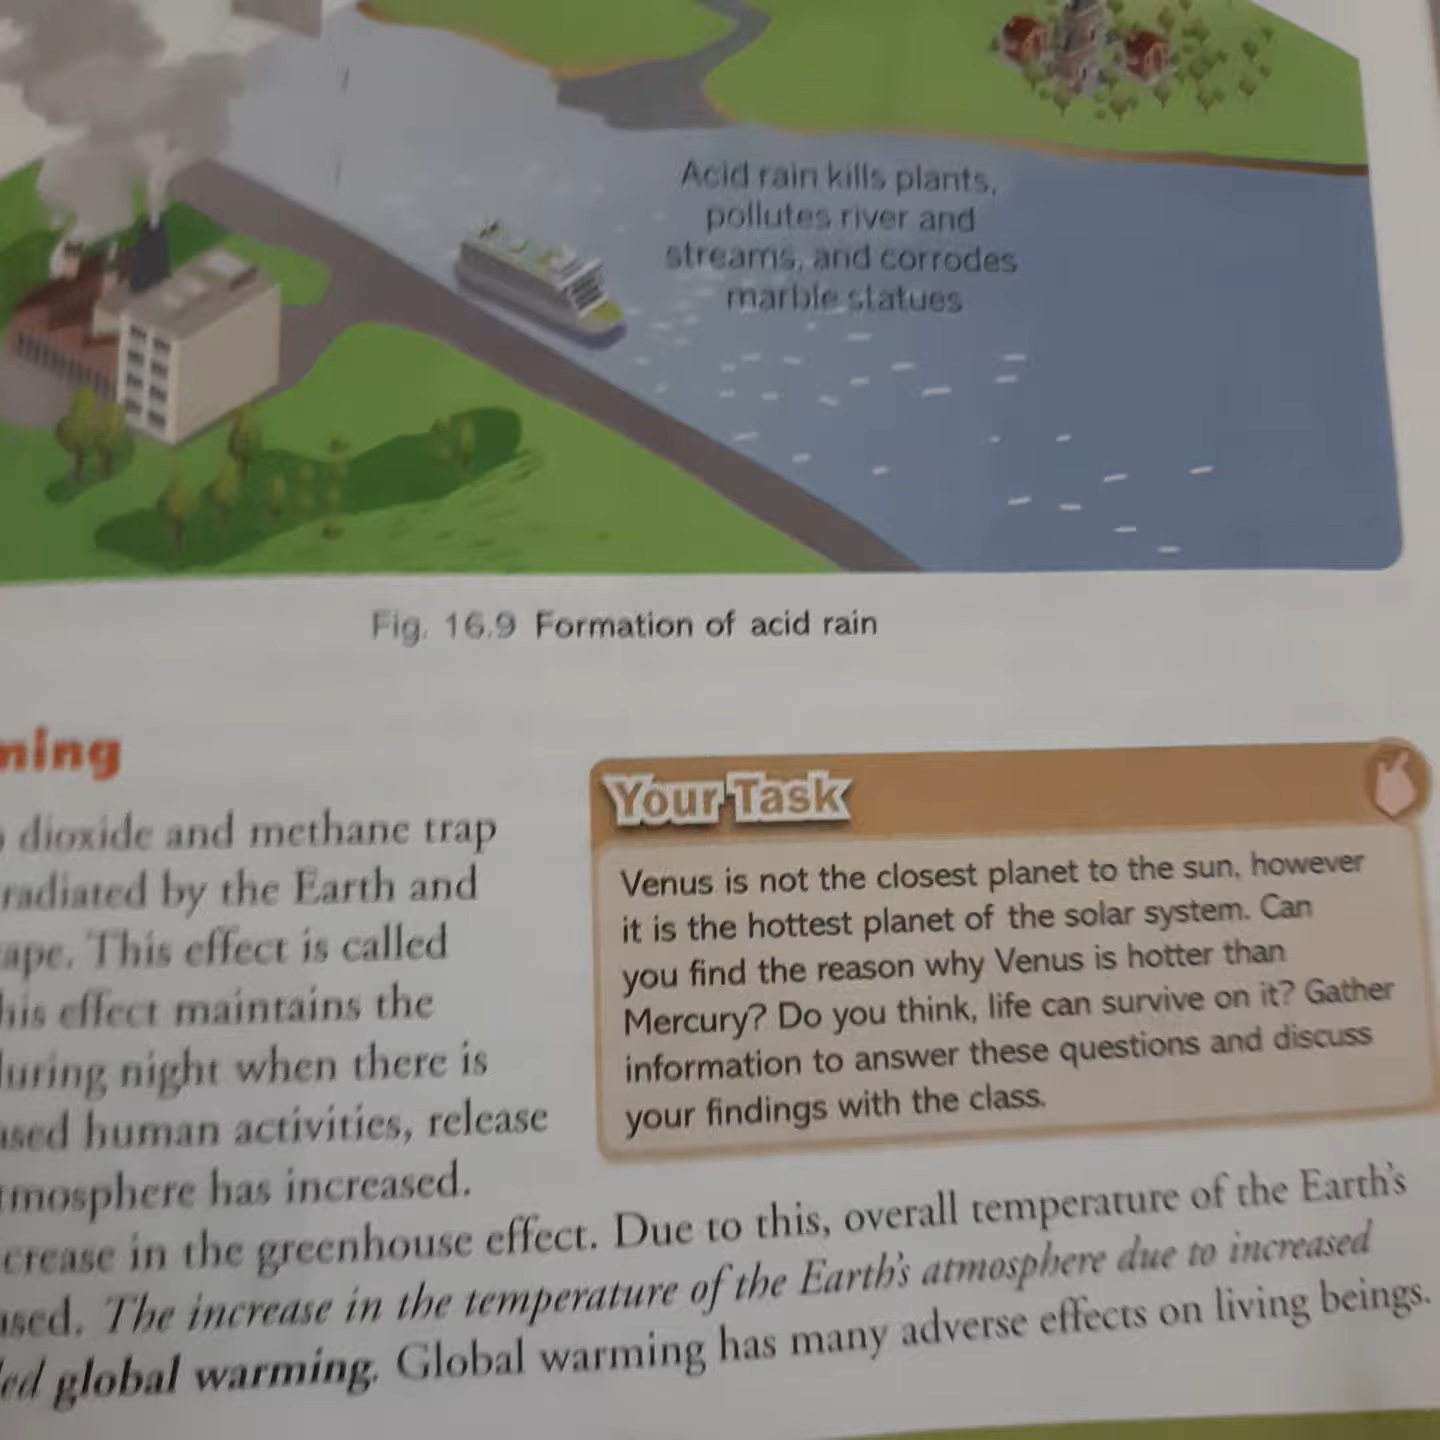 Acid rain kills plants,
pollutes river and
streams, and corrodes
marble statues
Fig. 16.9 Formation of acid rain
ming
dioxide and methane trap
radiated by the Earth and
ape. This effect is called
his effect maintains the
during night when there is
ased human activities, release
tmosphere has increased.
crease in the greenhouse effect. Due to this, overall temperature of the Earth's
ased. The increase in the temperature of the Earth's atmosphere due to increased
ed global warming. Global warming has many adverse effects on living beings.
Your Task
Venus is not the closest planet to the sun, however
it is the hottest planet of the solar system. Can
you find the reason why Venus is hotter than
Mercury? Do you think, life can survive on it? Gather
information to answer these questions and discuss
your findings with the class.